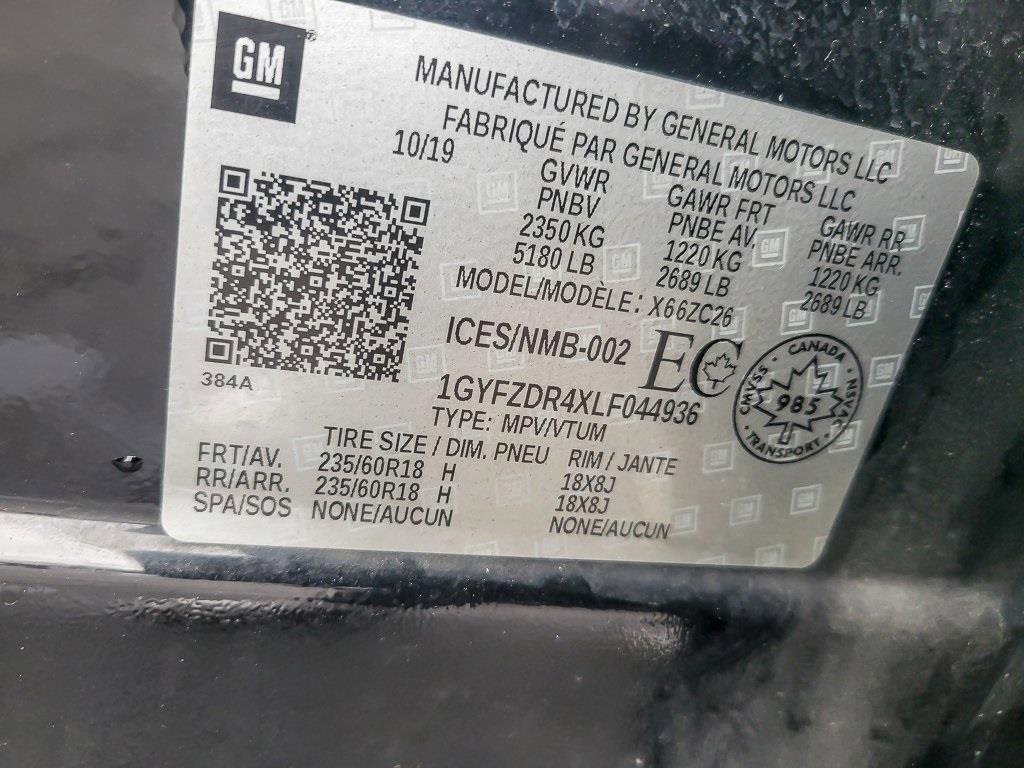 GM
MANUFACTURED BY GENERAL MOTORS LLC
FABRIQUÉ PAR GENERAL MOTORS LLC
10/19
GVWR GAWR FRT GAWR RR
PNBV PNBE AV. PNBE ARR.
2350 KG 1220 KG 1220 KG
5180 LB 2689 LB 2689 LB
MODEL/MODÈLE: X66ZC26
ICES/NMB-002 EC
CANADA
CMVSS 985 NSVAC
TRANSPORT
384A
1GYFZDR4XLF044936
TYPE: MPV/VTUM
TIRE SIZE / DIM. PNEU RIM / JANTE
FRT/AV. 235/60R18 H 18X8J
RR/ARR. 235/60R18 H 18X8J
SPA/SOS NONE/AUCUN NONE/AUCUN